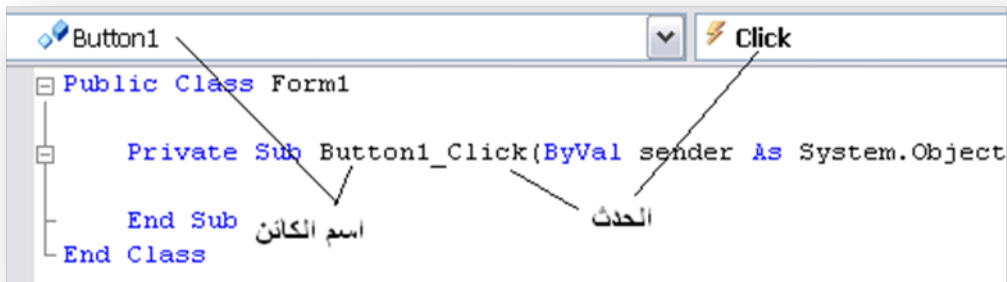 Button1 Click
Public Class Form1
Private Sub Button1_Click(ByVal sender As System.Object
End Sub
اسم الكائن الحدث
End Class